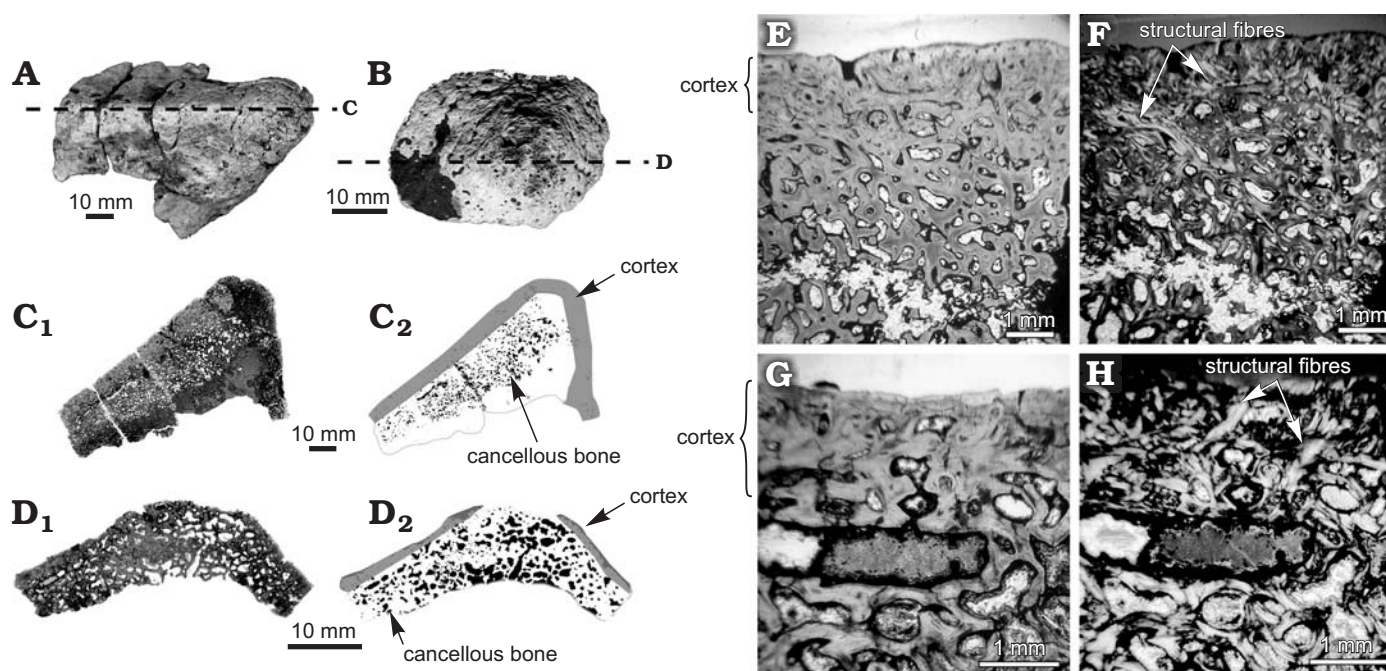 A
C
10 mm
B
D
10 mm
C1
10 mm
C2
cortex
cancellous bone
D1
10 mm
D2
cortex
cancellous bone
E
cortex
1 mm
F
structural fibres
1 mm
G
cortex
1 mm
H
structural fibres
1 mm